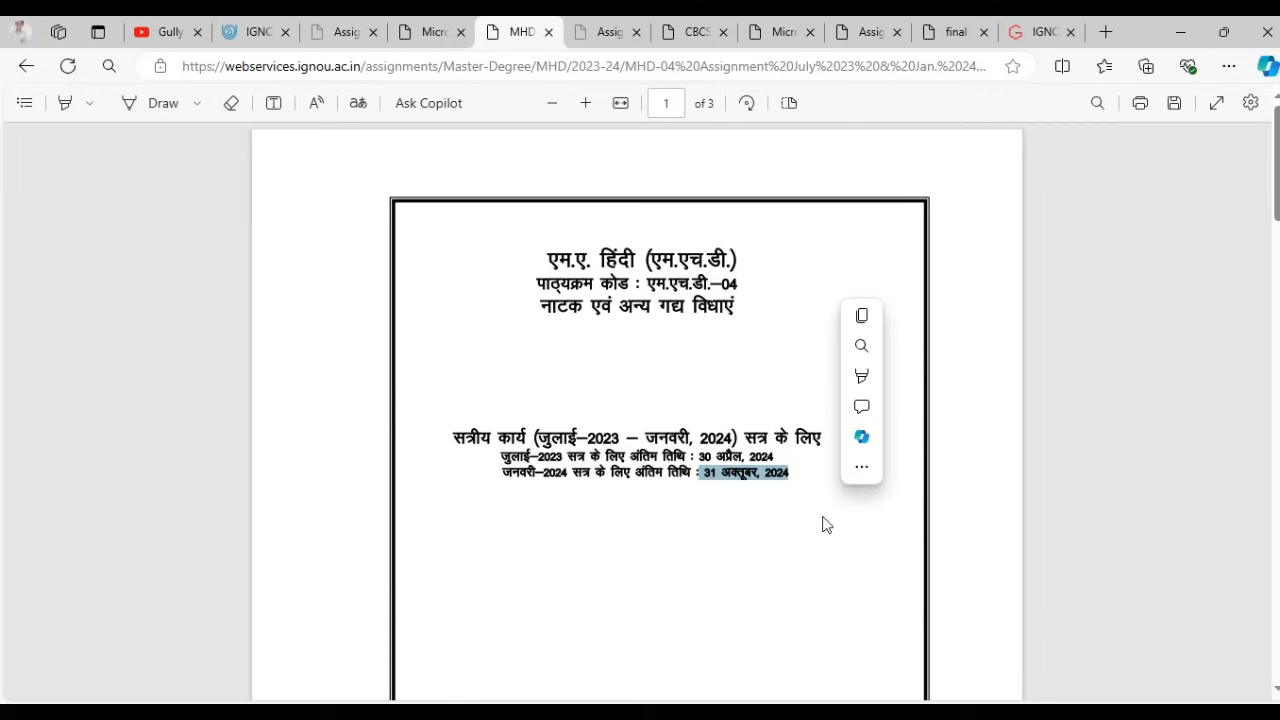 Gully
IGNC
Assig
Micro
MHD
Assig
CBCS
Micro
Assig
final
IGNC
https://webservices.ignou.ac.in/assignments/Master-Degree/MHD/2023-24/MHD-04%20Assignment%20July%202023%20&%20Jan.%2024...
Draw
aあ
Ask Copilot
1 of 3
एम.ए. हिंदी (एम.एच.डी.)
पाठ्यक्रम कोड : एम.एच.डी.–04
नाटक एवं अन्य गद्य विधाएं
सत्रीय कार्य (जुलाई–2023 – जनवरी, 2024) सत्र के लिए
जुलाई–2023 सत्र के लिए अंतिम तिथि : 30 अप्रैल, 2024
जनवरी–2024 सत्र के लिए अंतिम तिथि : 31 अक्तूबर, 2024